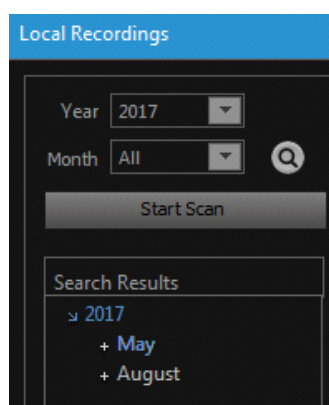 Local Recordings
Year 2017
Month All
Start Scan
Search Results
2017
+ May
+ August